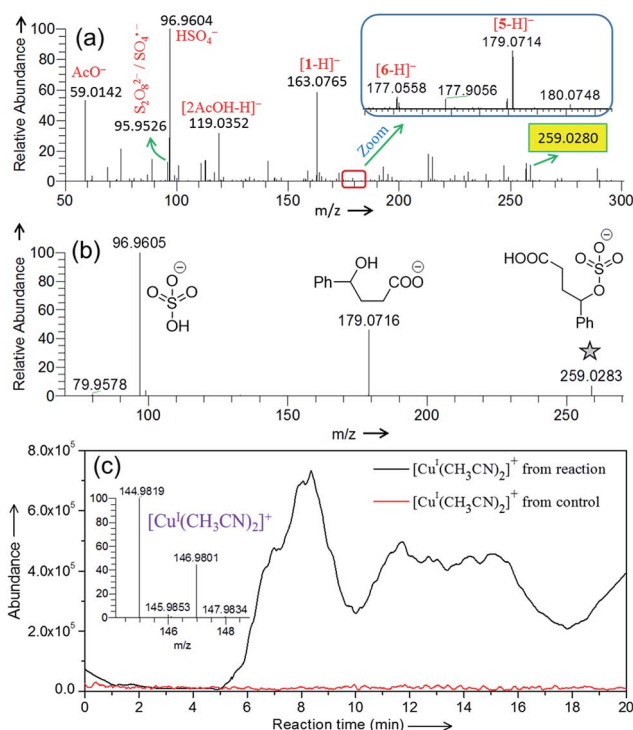 (a)
Relative Abundance
100
80
60
40
20
0
AcO⁻
59.0142
S₂O₈²⁻ / SO₄•⁻
95.9526
96.9604
HSO₄⁻
[2AcOH-H]⁻
119.0352
[1-H]⁻
163.0765
Zoom
[5-H]⁻
179.0714
[6-H]⁻
177.0558
177.9056
180.0748
259.0280
50
100
150
200
250
300
m/z
(b)
Relative Abundance
100
80
60
40
20
0
96.9605
O
O=S=O
OH
79.9578
OH
Ph
COO
179.0716
HOOC
O
O=S=O
O
Ph
259.0283
100
150
200
250
m/z
(c)
Abundance
8.0x10⁵
6.0x10⁵
4.0x10⁵
2.0x10⁵
0.0
[Cuᴵ(CH₃CN)₂]⁺ from reaction
[Cuᴵ(CH₃CN)₂]⁺ from control
100
80
60
40
20
0
144.9819
[Cuᴵ(CH₃CN)₂]⁺
146.9801
145.9853
147.9834
146
148
m/z
0
2
4
6
8
10
12
14
16
18
20
Reaction time (min)